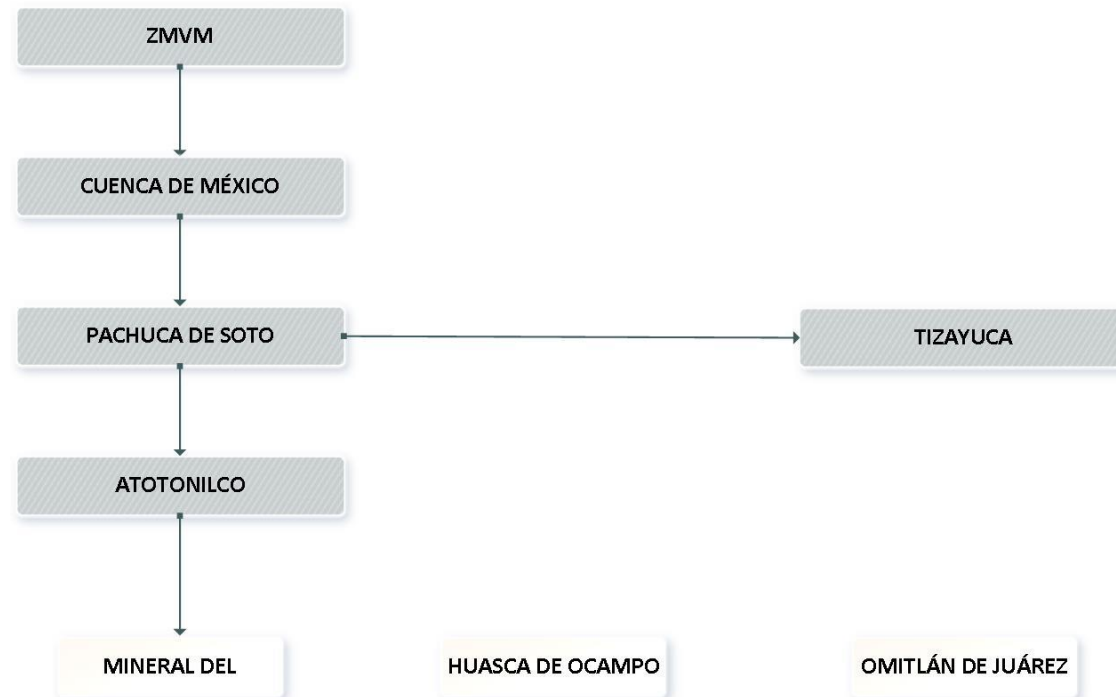 ZMVM
CUENCA DE MÉXICO
PACHUCA DE SOTO
TIZAYUCA
ATOTONILCO
MINERAL DEL
HUASCA DE OCAMPO
OMITLÁN DE JUÁREZ